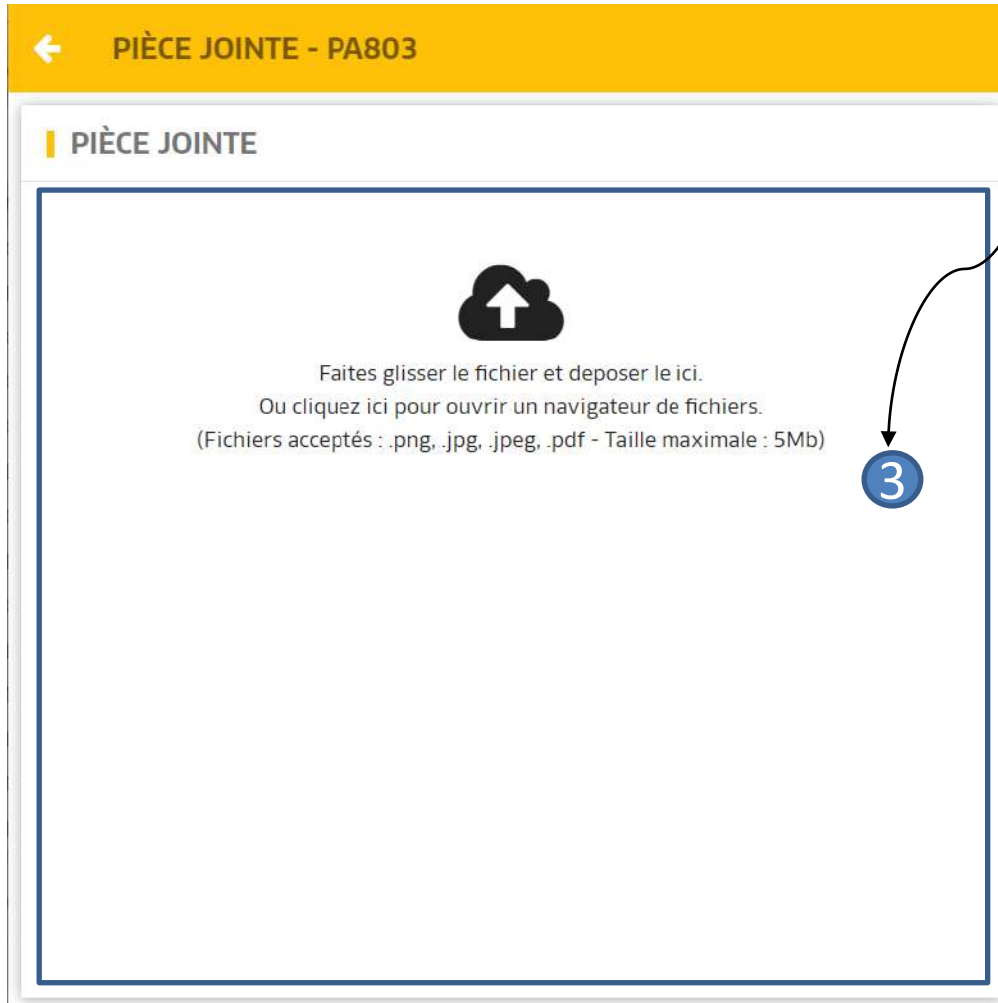 PIÈCE JOINTE - PA803
PIÈCE JOINTE
Faites glisser le fichier et deposer le ici.
Ou cliquez ici pour ouvrir un navigateur de fichiers.
(Fichiers acceptés : .png, .jpg, .jpeg, .pdf - Taille maximale : 5Mb)
3